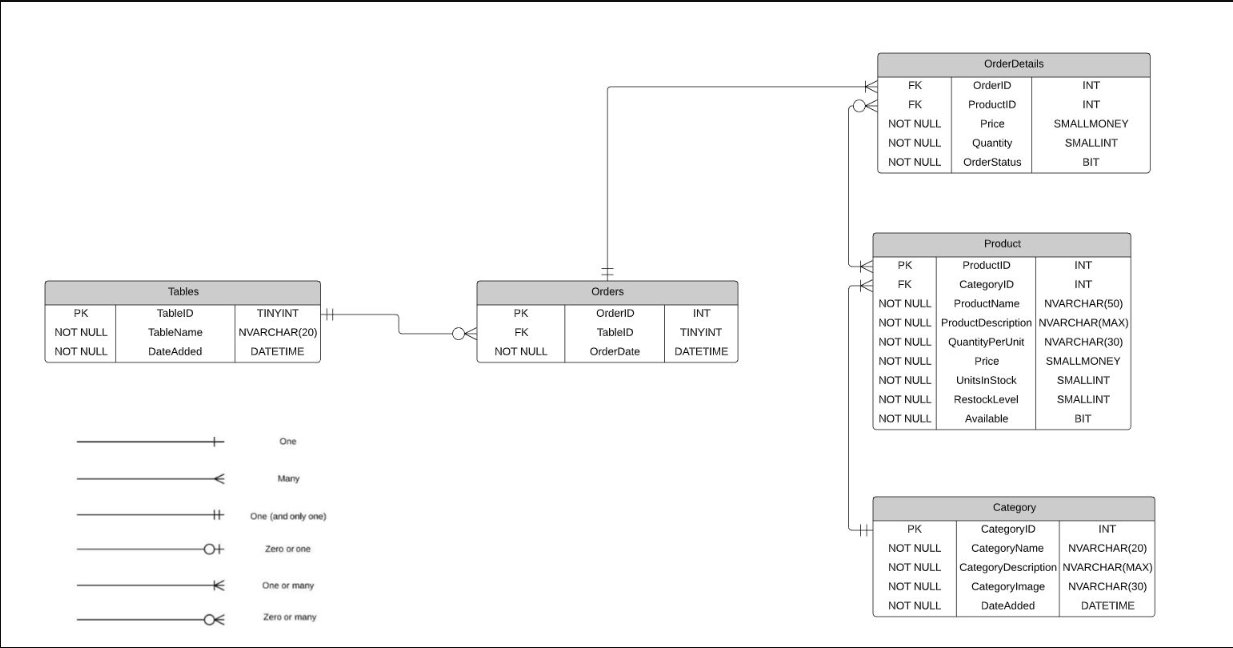 OrderDetails
FK OrderID INT
FK ProductID INT
NOT NULL Price SMALLMONEY
NOT NULL Quantity SMALLINT
NOT NULL OrderStatus BIT
Product
PK ProductID INT
FK CategoryID INT
NOT NULL ProductName NVARCHAR(50)
NOT NULL ProductDescription NVARCHAR(MAX)
NOT NULL QuantityPerUnit NVARCHAR(30)
NOT NULL Price SMALLMONEY
NOT NULL UnitsInStock SMALLINT
NOT NULL RestockLevel SMALLINT
NOT NULL Available BIT
Tables
PK TableID TINYINT
NOT NULL TableName NVARCHAR(20)
NOT NULL DateAdded DATETIME
Orders
PK OrderID INT
FK TableID TINYINT
NOT NULL OrderDate DATETIME
One
Many
One (and only one)
Zero or one
One or many
Zero or many
Category
PK CategoryID INT
NOT NULL CategoryName NVARCHAR(20)
NOT NULL CategoryDescription NVARCHAR(MAX)
NOT NULL CategoryImage NVARCHAR(30)
NOT NULL DateAdded DATETIME